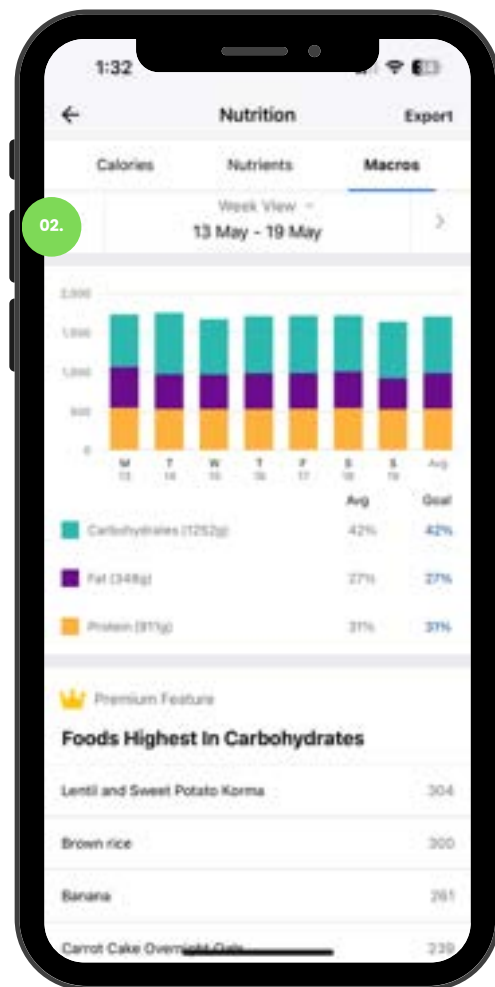 1:32
Nutrition Export
Calories Nutrients Macros
02.
Week View
13 May - 19 May
2,000
1,500
1,000
500
0
M T W T F S S Avg
13 14 15 16 17 18 19
Avg Goal
Carbohydrates (1252g) 42% 42%
Fat (348g) 27% 27%
Protein (911g) 31% 31%
Premium Feature
Foods Highest In Carbohydrates
Lentil and Sweet Potato Korma 304
Brown rice 300
Banana 261
Carrot Cake Overnight Oats 239